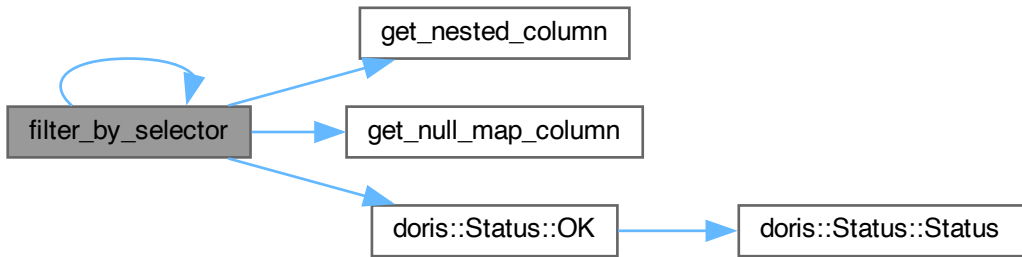 get_nested_column
filter_by_selector
get_null_map_column
doris::Status::OK
doris::Status::Status